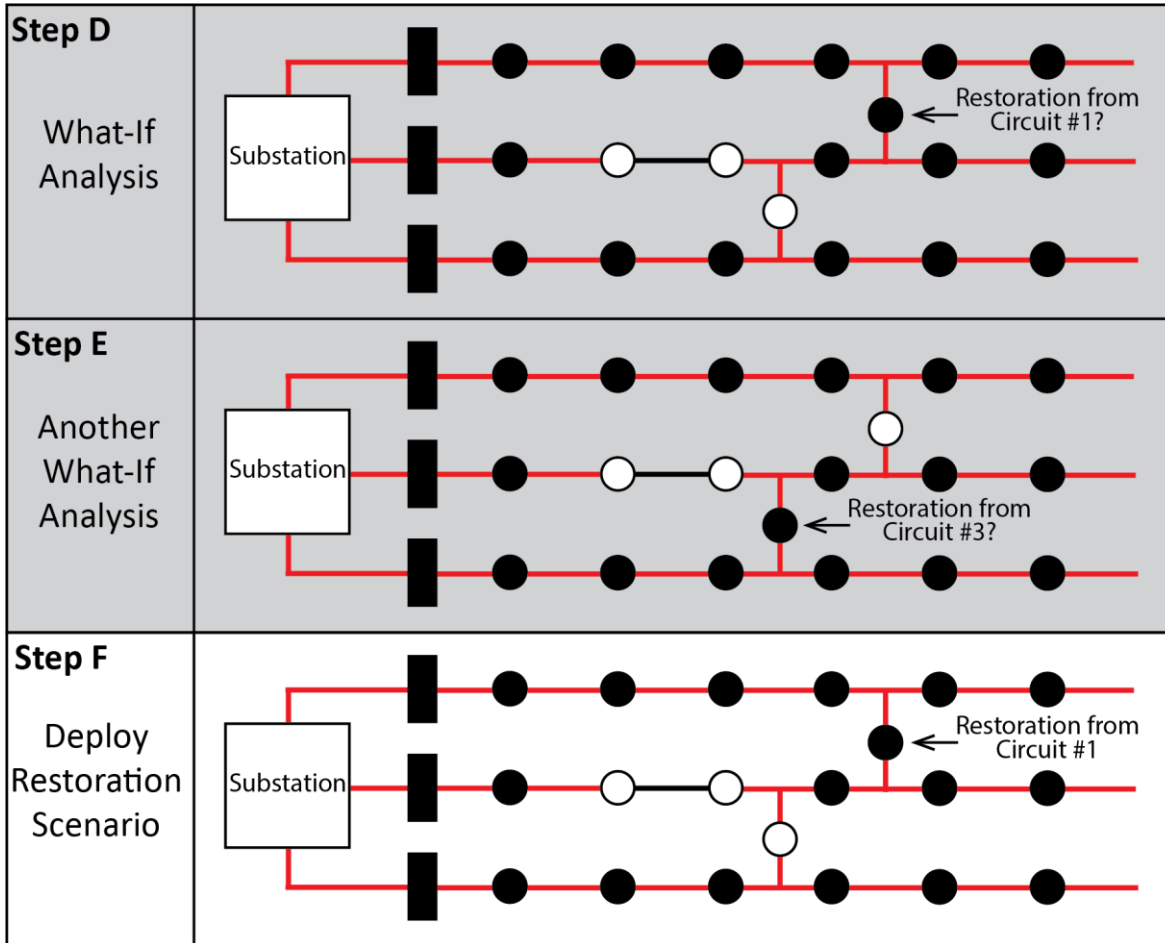 Step D
What-If
Analysis
Substation
Restoration from
Circuit #1?
Step E
Another
What-If
Analysis
Substation
Restoration from
Circuit #3?
Step F
Deploy
Restoration
Scenario
Substation
Restoration from
Circuit #1